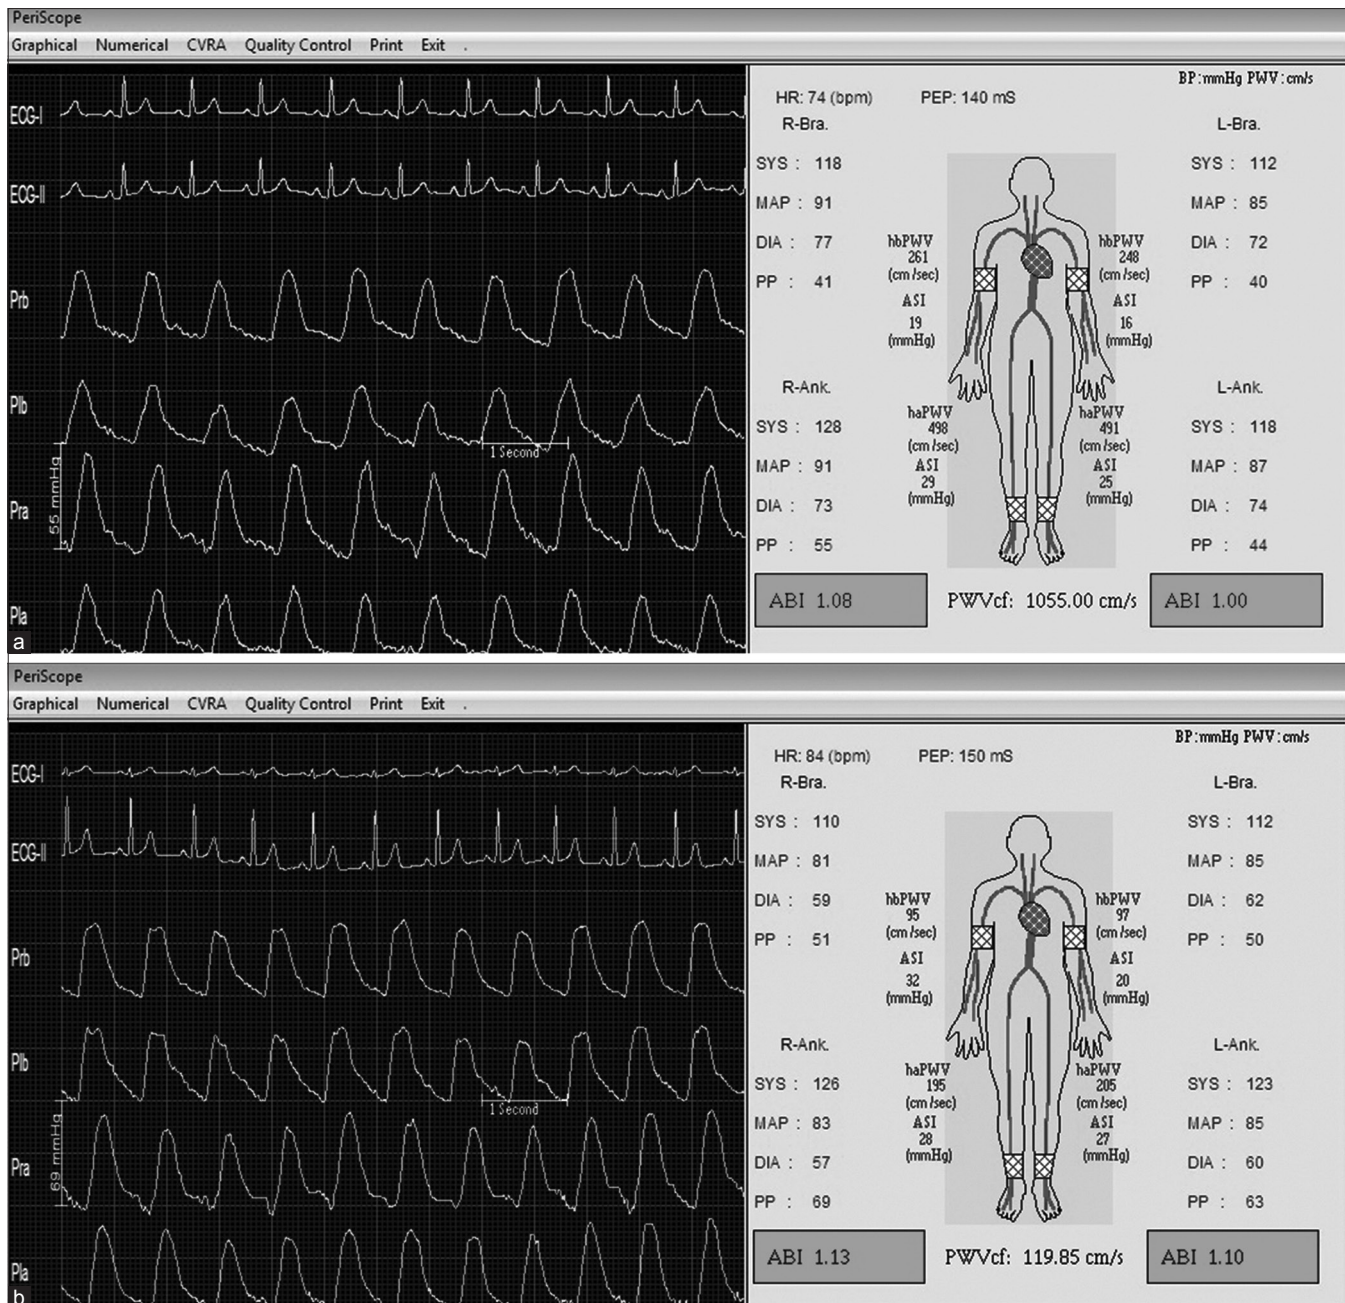 PeriScope
Graphical Numerical CVRA Quality Control Print Exit .
BP:mmHg PWV:cm/s
HR: 74 (bpm) PEP: 140 mS
R-Bra. L-Bra.
ECG-I
SYS : 118 SYS : 112
ECG-II
MAP : 91 MAP : 85
DIA : 77 hbPWV hbPWV DIA : 72
261 248
(cm/sec) (cm/sec)
PP : 41 PP : 40
Prb
ASI ASI
19 16
(mmHg) (mmHg)
R-Ank. L-Ank.
Plb
haPWV haPWV
SYS : 128 498 491 SYS : 118
(cm/sec) (cm/sec)
1 Second
MAP : 91 ASI ASI MAP : 87
29 25
(mmHg) (mmHg)
55 mmHg
Pra
DIA : 73 DIA : 74
PP : 55 PP : 44
ABI 1.08 PWVcf: 1055.00 cm/s ABI 1.00
Pla
a
PeriScope
Graphical Numerical CVRA Quality Control Print Exit .
BP:mmHg PWV:cm/s
HR: 84 (bpm) PEP: 150 mS
R-Bra. L-Bra.
ECG-I
SYS : 110 SYS : 112
ECG-II
MAP : 81 MAP : 85
DIA : 59 hbPWV hbPWV DIA : 62
95 97
(cm/sec) (cm/sec)
PP : 51 PP : 50
Prb
ASI ASI
32 20
(mmHg) (mmHg)
R-Ank. L-Ank.
Plb
haPWV haPWV
SYS : 126 195 205 SYS : 123
(cm/sec) (cm/sec)
1 Second
MAP : 83 ASI ASI MAP : 85
28 27
(mmHg) (mmHg)
69 mmHg
Pra
DIA : 57 DIA : 60
PP : 69 PP : 63
ABI 1.13 PWVcf: 119.85 cm/s ABI 1.10
Pla
b